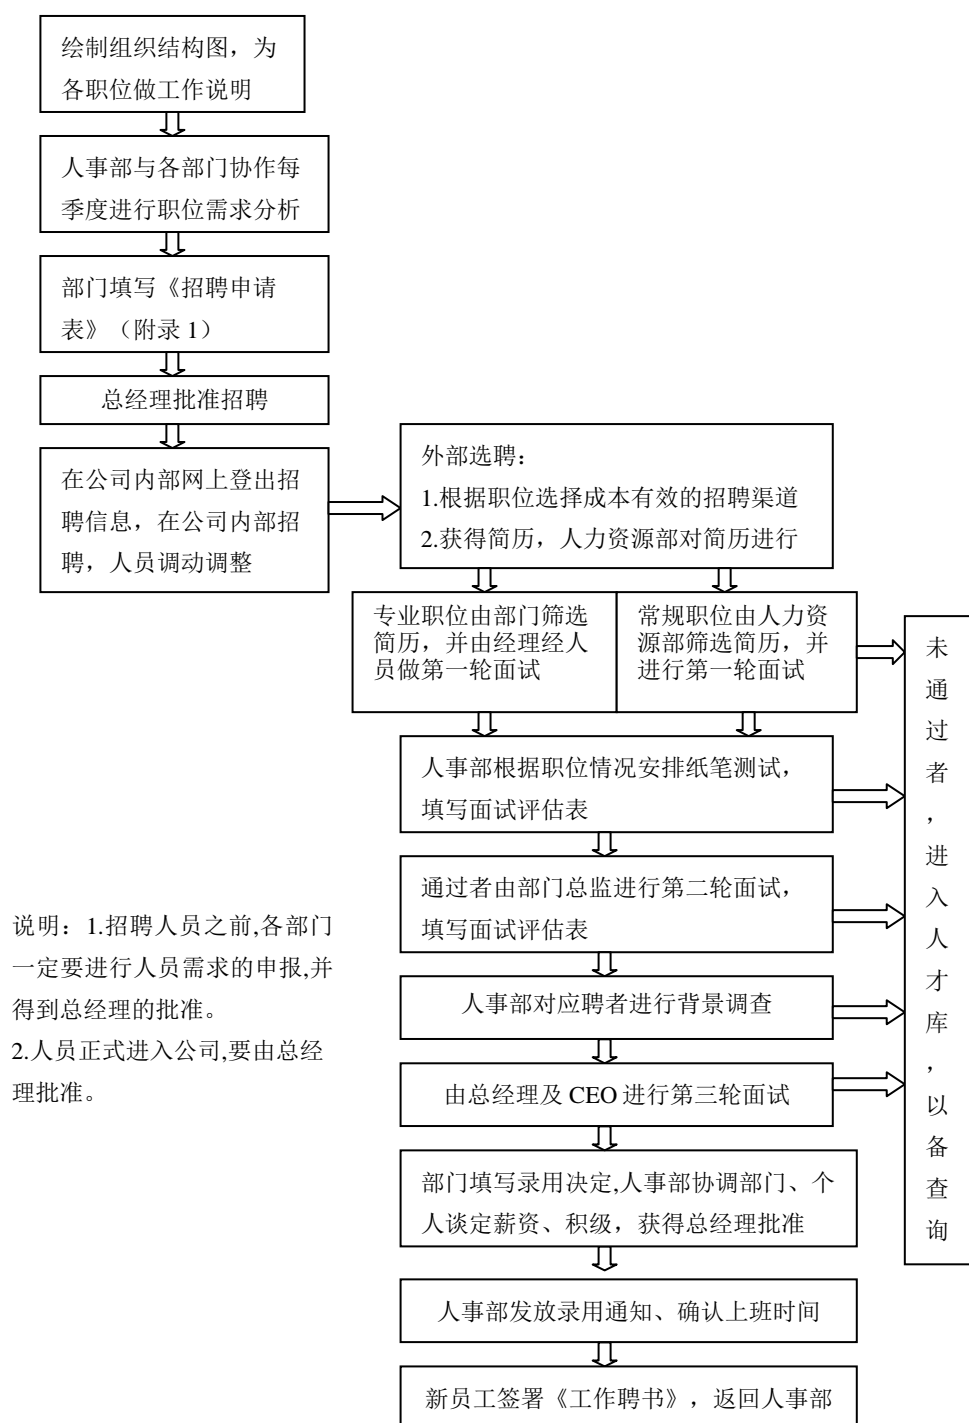 绘制组织结构图，为
各职位做工作说明
人事部与各部门协作每
季度进行职位需求分析
部门填写《招聘申请
表》（附录 1）
总经理批准招聘
在公司内部网上登出招
聘信息，在公司内部招
聘，人员调动调整
外部选聘：
1.根据职位选择成本有效的招聘渠道
2.获得简历，人力资源部对简历进行
专业职位由部门筛选
简历，并由经理经人
员做第一轮面试
常规职位由人力资
源部筛选简历，并
进行第一轮面试
人事部根据职位情况安排纸笔测试，
填写面试评估表
通过者由部门总监进行第二轮面试，
填写面试评估表
人事部对应聘者进行背景调查
由总经理及 CEO 进行第三轮面试
部门填写录用决定,人事部协调部门、个
人谈定薪资、积级，获得总经理批准
人事部发放录用通知、确认上班时间
新员工签署《工作聘书》，返回人事部
未通过者，进入人才库，以备查询
说明：1.招聘人员之前,各部门
一定要进行人员需求的申报,并
得到总经理的批准。
2.人员正式进入公司,要由总经
理批准。